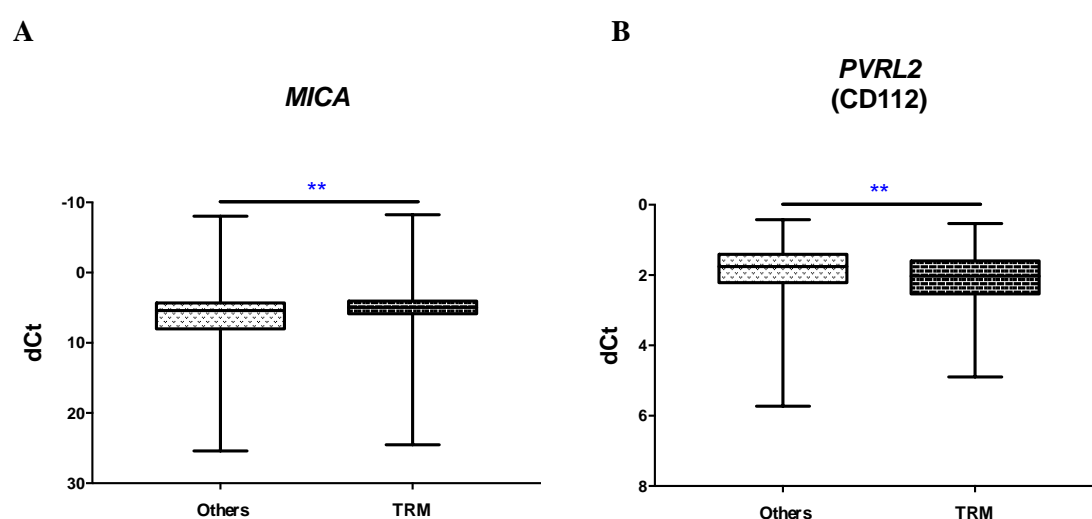 A
MICA
**
-10
0
10
20
30
dCt
Others
TRM
B
PVRL2
(CD112)
**
0
2
4
6
8
dCt
Others
TRM